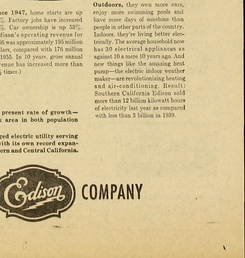 ce 1947, home starts are up
%. Factory jobs have increased
%. Car ownership is up 53%.
dison's operating revenue for
56 was approximately 195 million
llars, compared with 176 million
1955. In 10 years, gross annual
venue has increased more than
times.)
present rate of growth—
area in both population
ged electric utility serving
with its own record expan-
ern and Central California.
Outdoors, they own more cars,
enjoy more swimming pools and
have more days of sunshine than
people in other parts of the country.
Indoors, they're living better elec-
trically. The average household now
has 30 electrical appliances as
against 10 a mere 10 years ago. And
new things like the amazing heat
pump—the electric indoor weather
maker—are revolutionizing heating
and air-conditioning. Result:
Southern California Edison sold
more than 12 billion kilowatt hours
of electricity last year as compared
with less than 3 billion in 1939.
Edison COMPANY